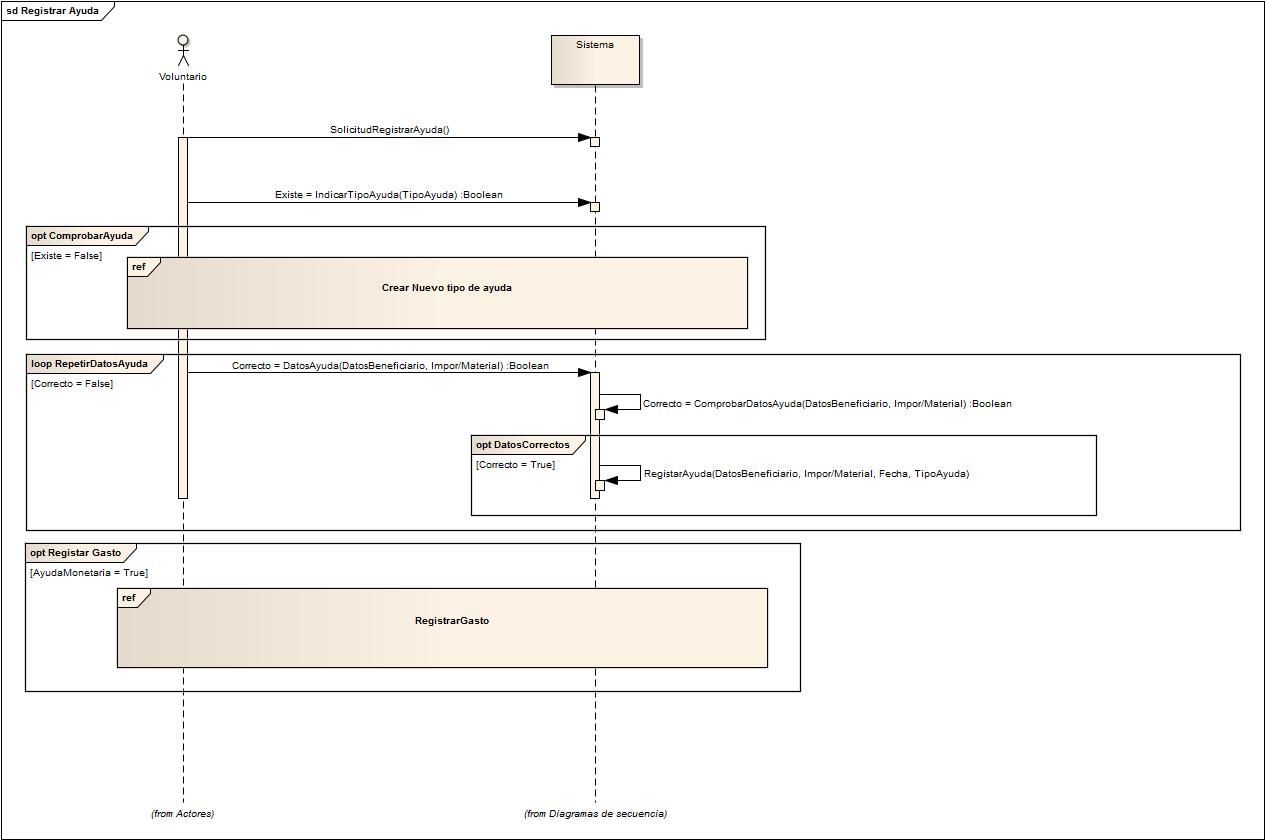 sd Registrar Ayuda
Voluntario
Sistema
SolicitudRegistrarAyuda()
Existe = IndicarTipoAyuda(TipoAyuda) :Boolean
opt ComprobarAyuda
[Existe = False]
ref
Crear Nuevo tipo de ayuda
loop RepetirDatosAyuda
Correcto = DatosAyuda(DatosBeneficiario, Impor/Material) :Boolean
[Correcto = False]
Correcto = ComprobarDatosAyuda(DatosBeneficiario, Impor/Material) :Boolean
opt DatosCorrectos
[Correcto = True]
RegistarAyuda(DatosBeneficiario, Impor/Material, Fecha, TipoAyuda)
opt Registar Gasto
[AyudaMonetaria = True]
ref
RegistrarGasto
(from Actores)
(from Diagramas de secuencia)